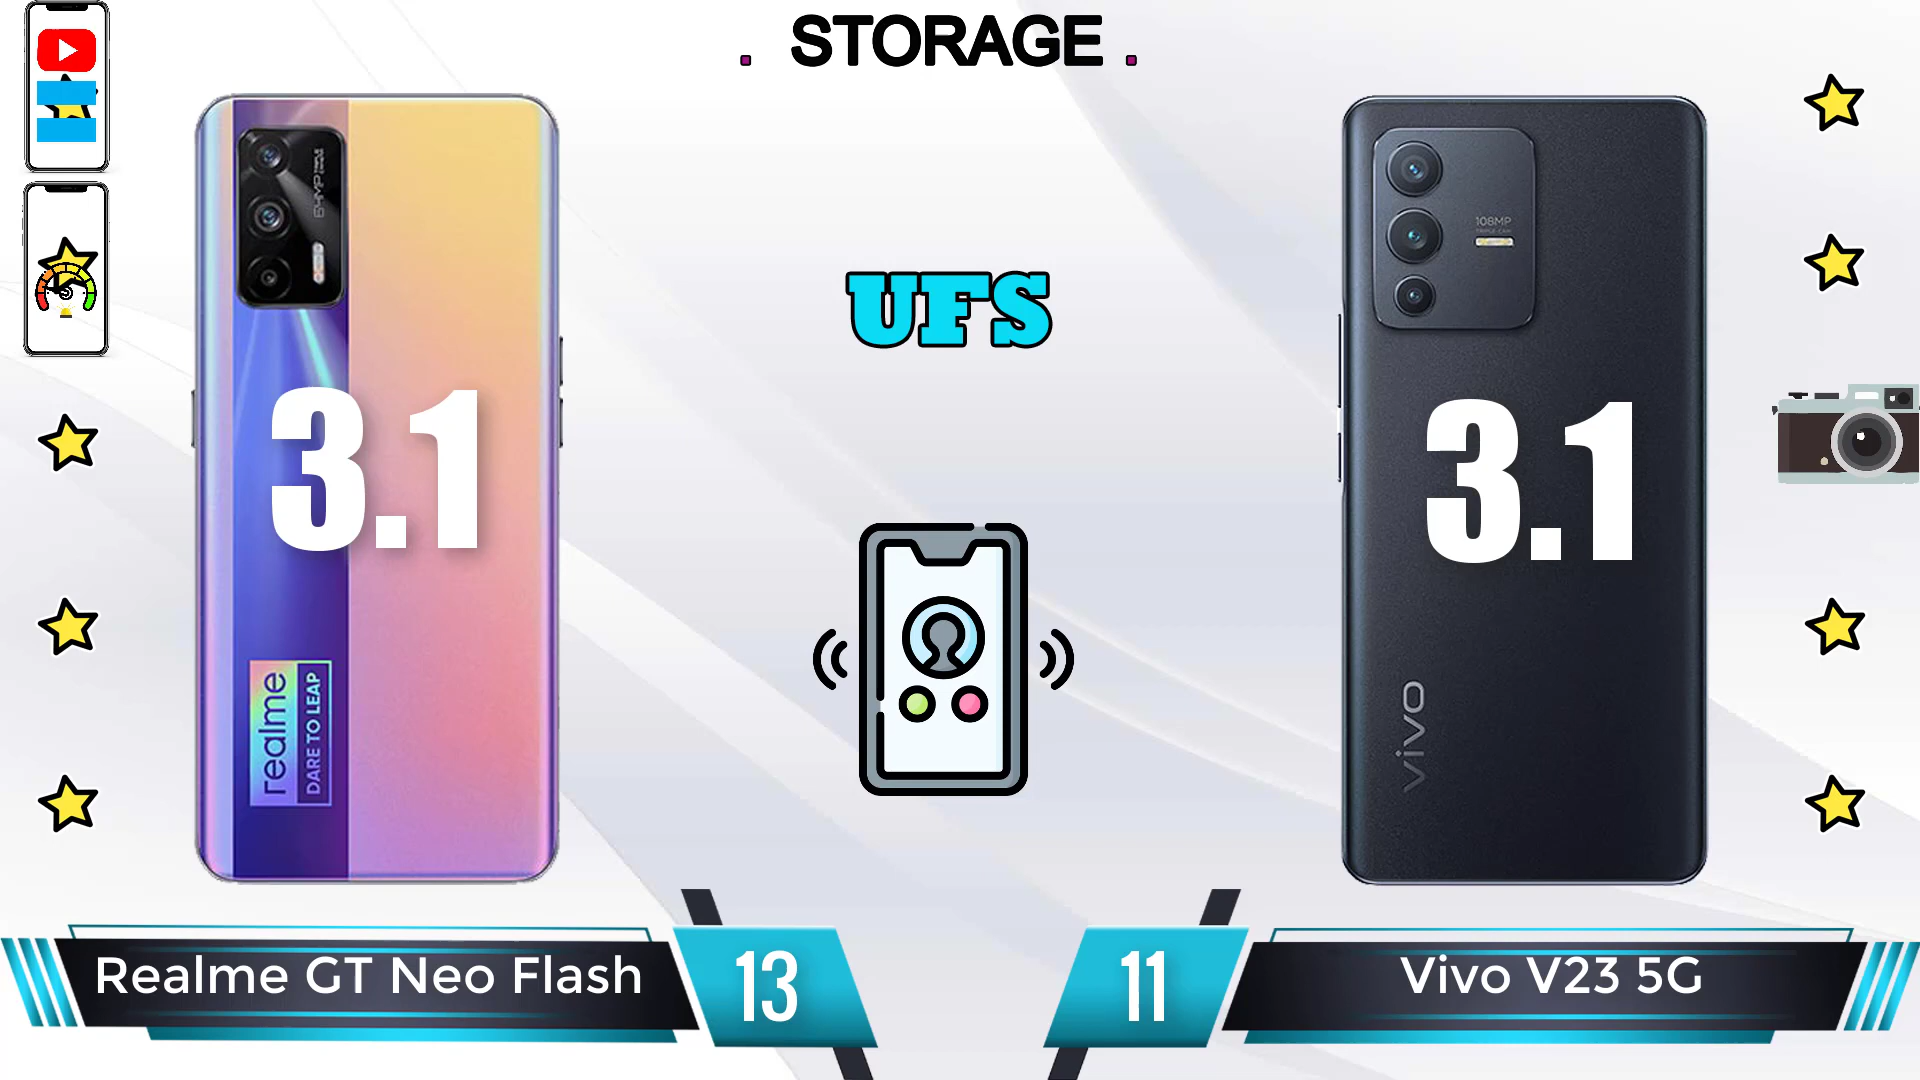 . STORAGE .
UFS
64MP
108MP
3.1
3.1
realme
DARE TO LEAP
vivo
Realme GT Neo Flash
13
11
Vivo V23 5G